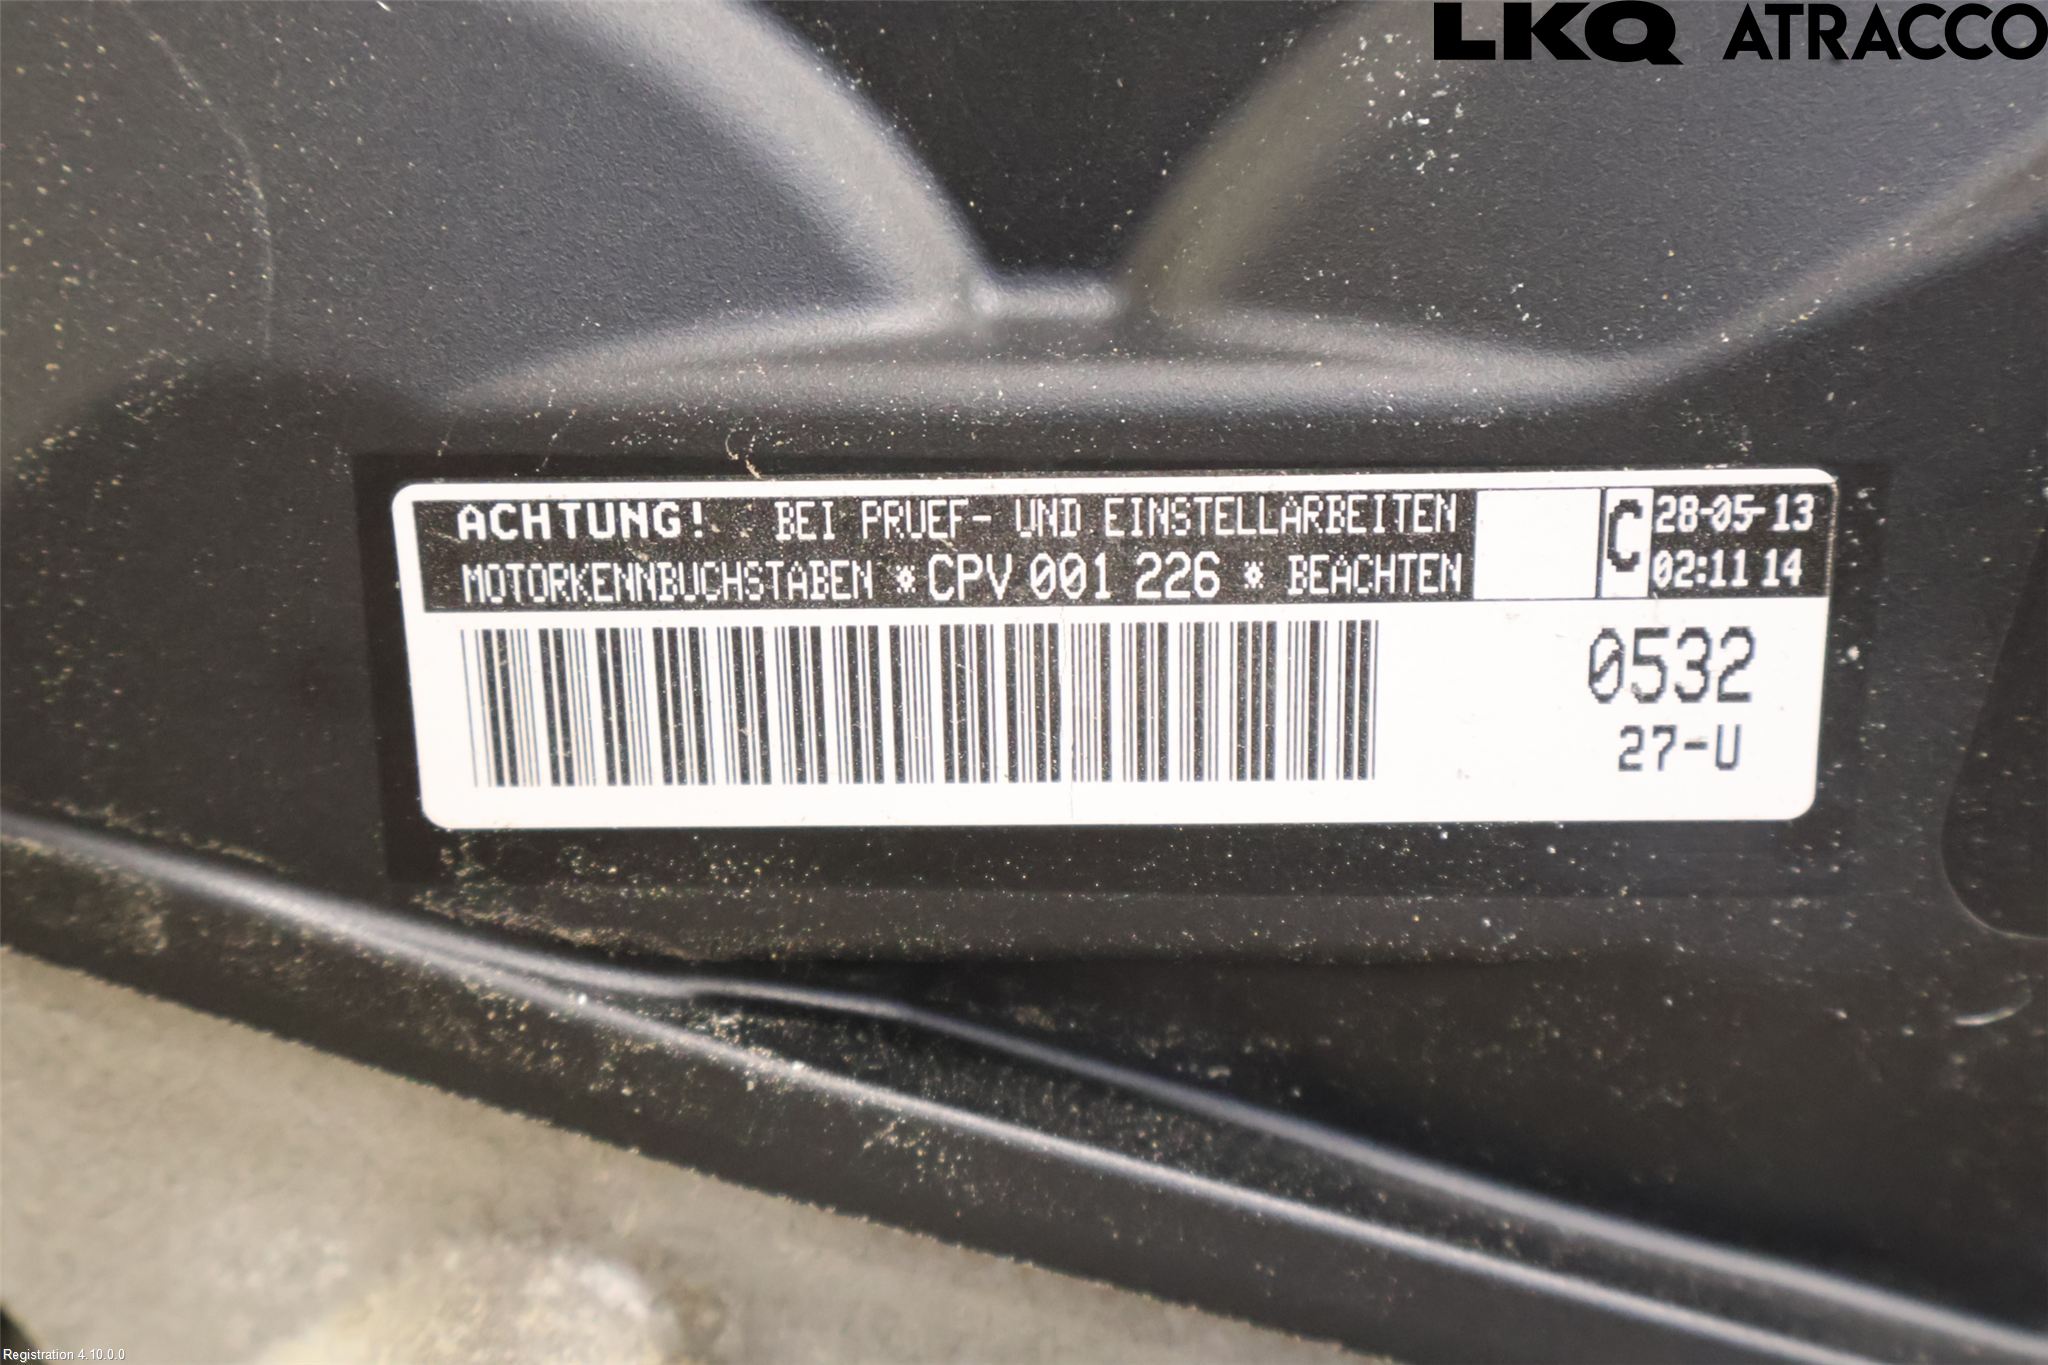 LKQ ATRACCO
ACHTUNG! BEI PRUEF- UND EINSTELLARBEITEN
MOTORKENNBUCHSTABEN * CPV 001 226 * BEACHTEN
C
28-05-13
02:11 14
0532
27-U
Registration 4.10.0.0